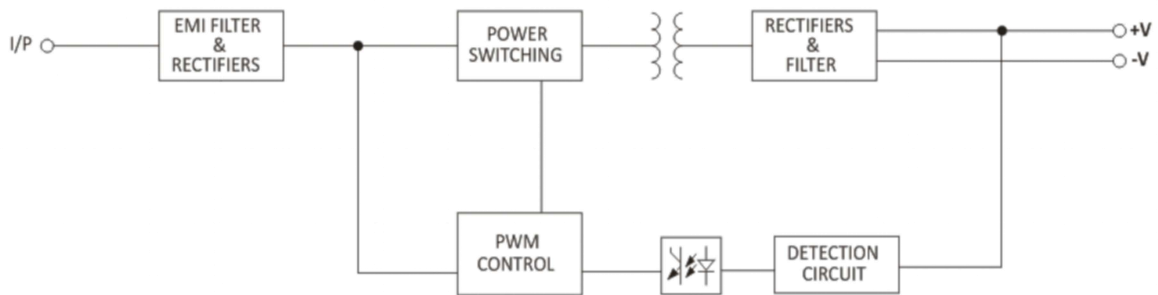 I/P
EMI FILTER
&
RECTIFIERS
POWER
SWITCHING
RECTIFIERS
&
FILTER
+V
-V
PWM
CONTROL
DETECTION
CIRCUIT